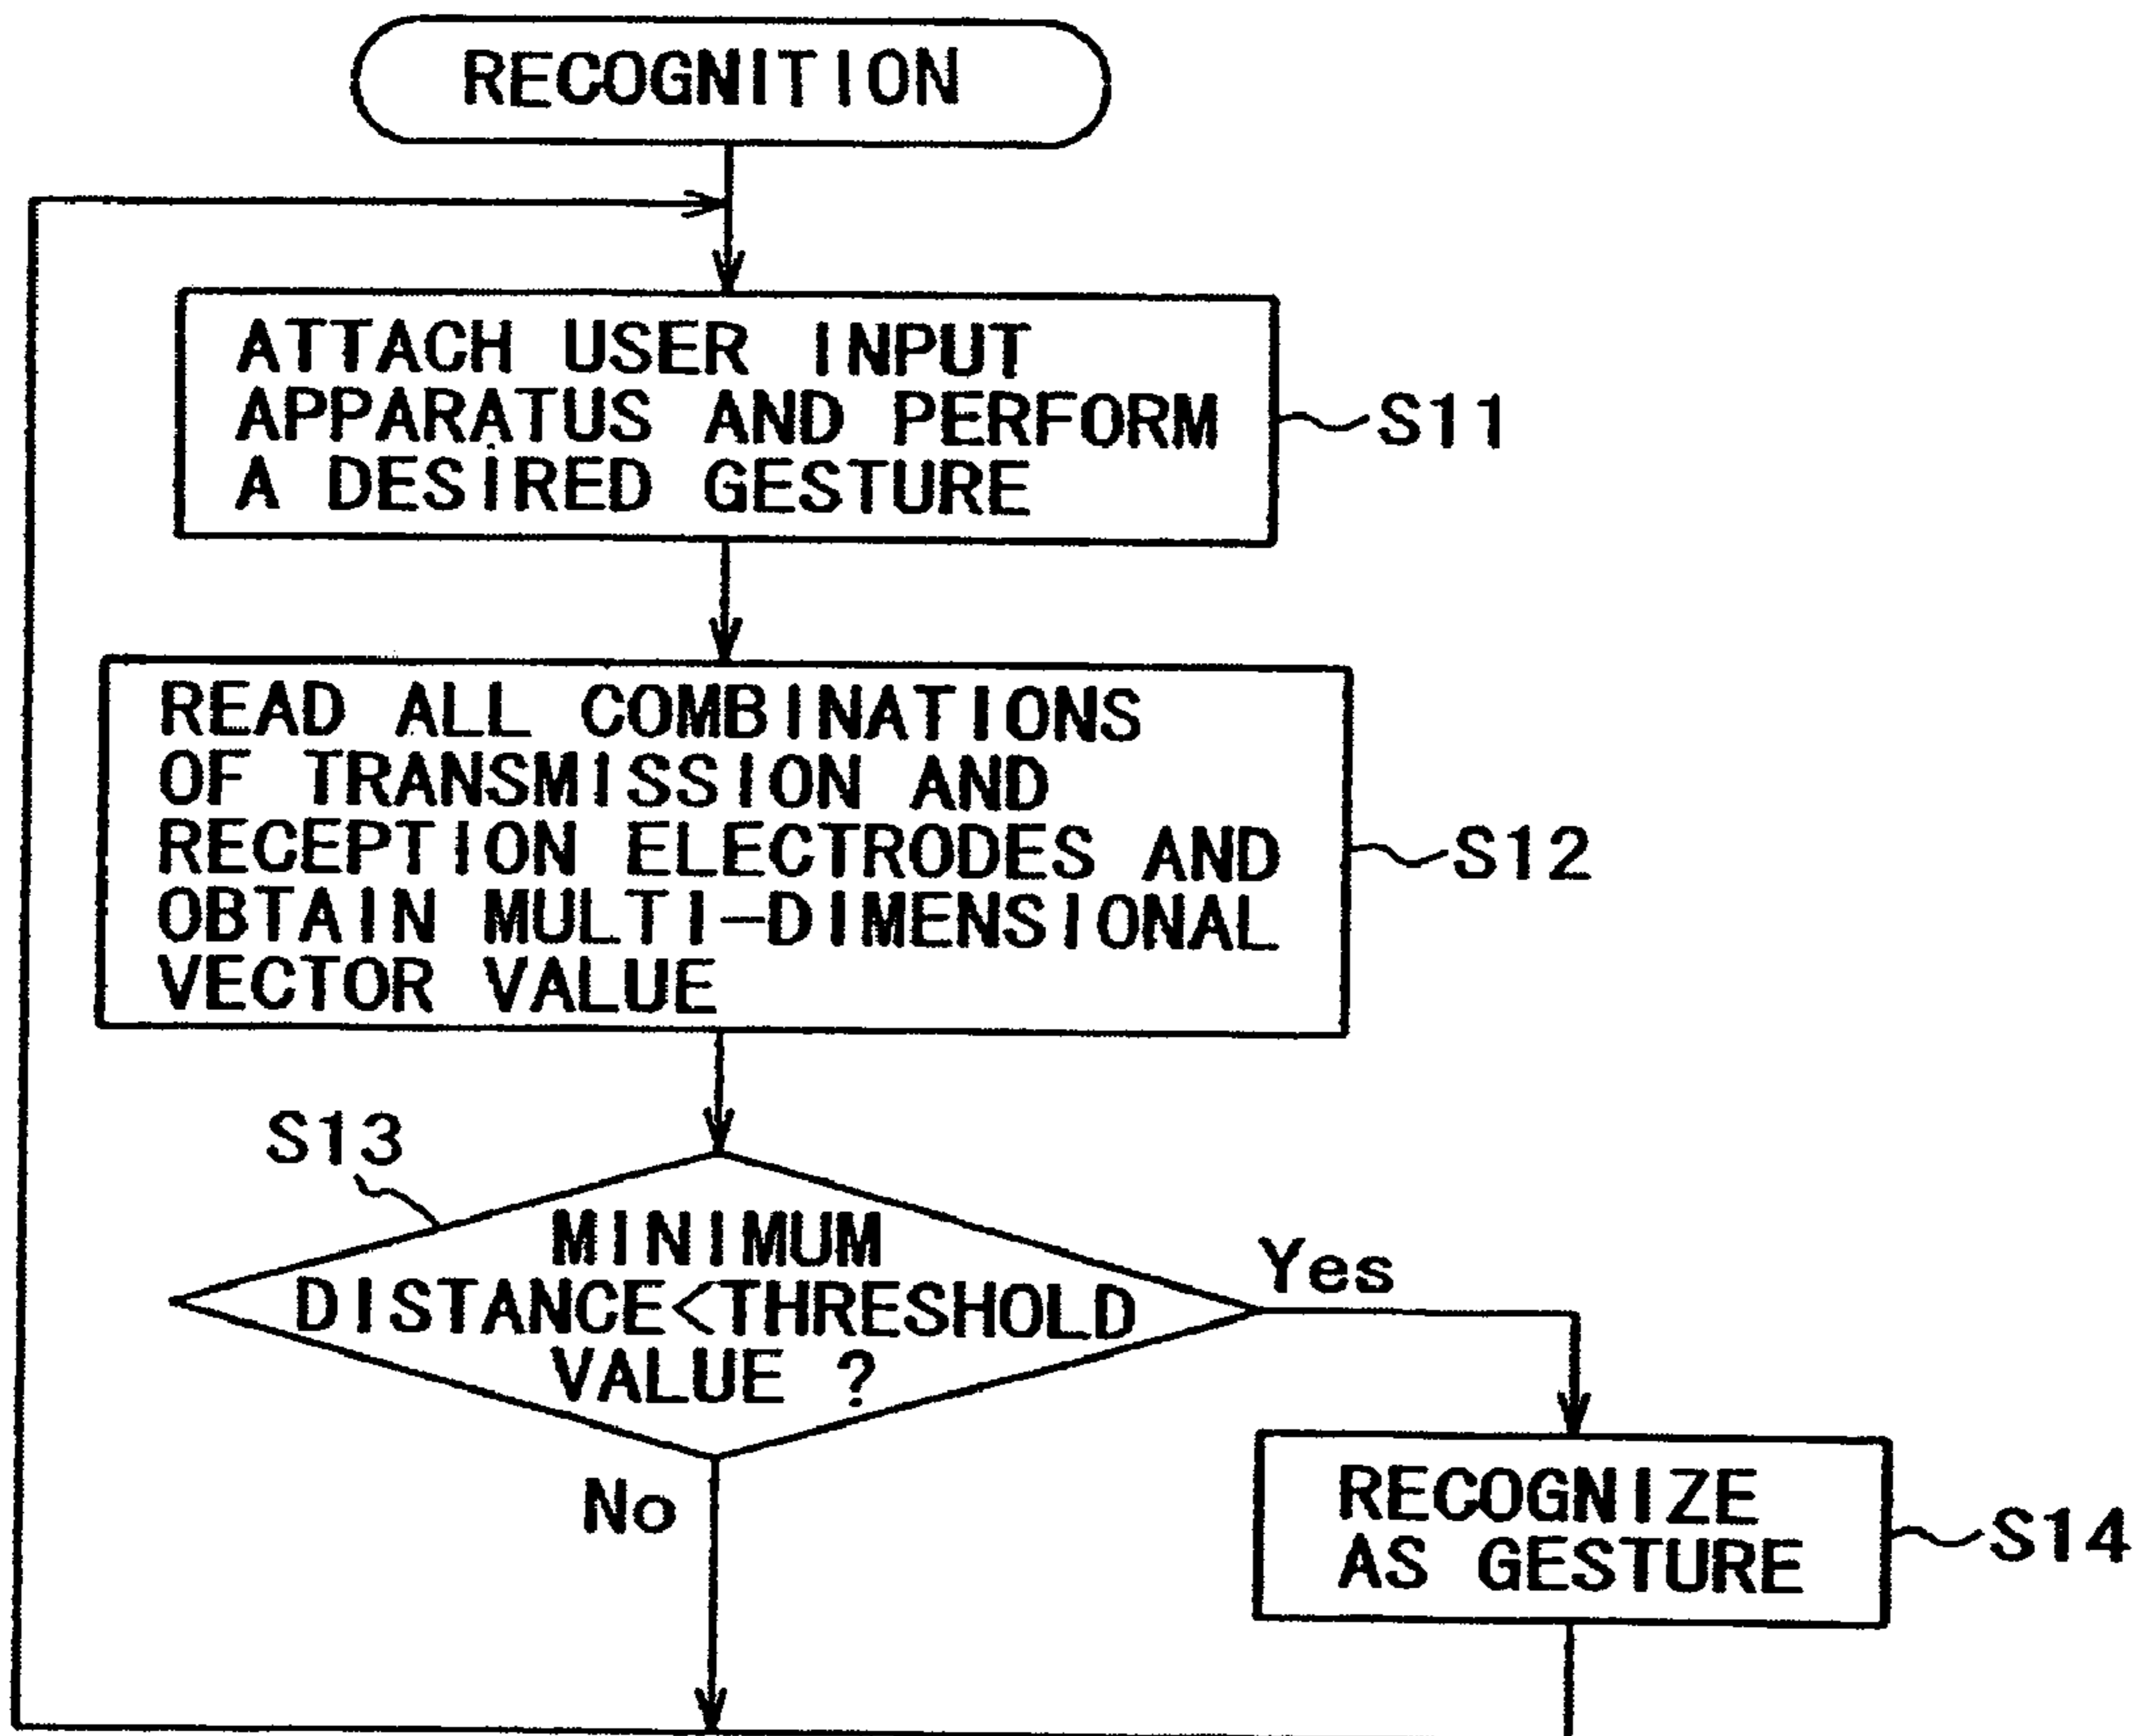 RECOGNITION
ATTACH USER INPUT
APPARATUS AND PERFORM
A DESIRED GESTURE
S11
READ ALL COMBINATIONS
OF TRANSMISSION AND
RECEPTION ELECTRODES AND
OBTAIN MULTI-DIMENSIONAL
VECTOR VALUE
S12
S13
MINIMUM
DISTANCE<THRESHOLD
VALUE ?
Yes
No
RECOGNIZE
AS GESTURE
S14